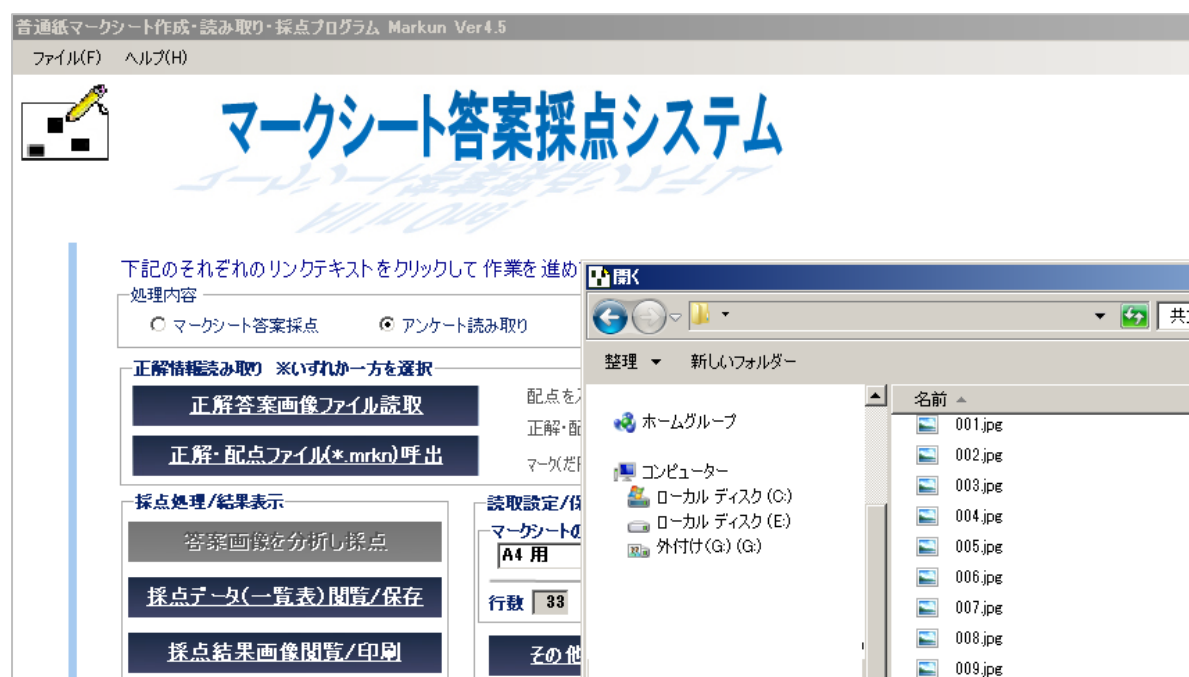 普通紙マークシート作成・読み取り・採点プログラム Markun Ver4.5
ファイル(F) ヘルプ(H)
マークシート答案採点システム
下記のそれぞれのリンクテキストをクリックして作業を進め
処理内容
マークシート答案採点 アンケート読み取り
正解情報読み取り ※いずれか一方を選択
正解答案画像ファイル読取
配点を
正解・配点ファイル(*.mrkn)呼出
正解・配
マーク(だ
採点処理/結果表示
答案画像を分析し採点
採点データ(一覧表)閲覧/保存
採点結果画像閲覧/印刷
読取設定/保
マークシートの
A4 用
行数 33
その他
開く
整理 新しいフォルダー
ホームグループ
コンピューター
ローカル ディスク (C:)
ローカル ディスク (E:)
外付け(G:) (G:)
名前
001.jpg
002.jpg
003.jpg
004.jpg
005.jpg
006.jpg
007.jpg
008.jpg
009.jpg